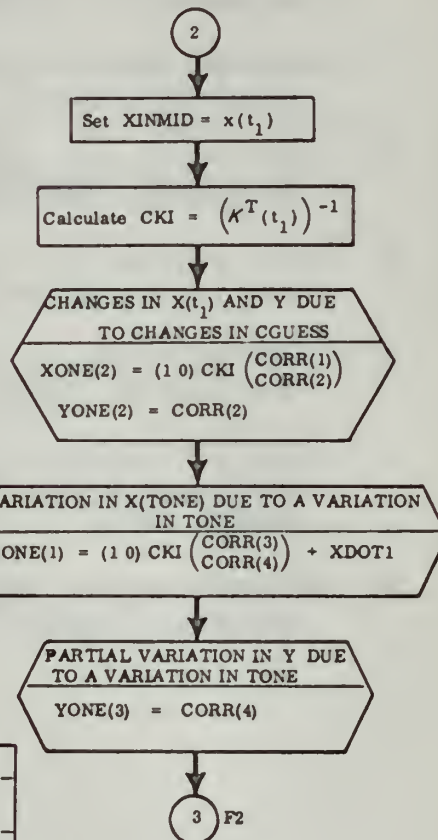 2
Set XINMID = x(t₁)
Calculate CKI = (K^T(t₁))^-1
CHANGES IN X(t₁) AND Y DUE
TO CHANGES IN CGUESS
XONE(2) = (1 0) CKI (CORR(1)
CORR(2))
YONE(2) = CORR(2)
ARIATION IN X(TONE) DUE TO A VARIATION
IN TONE
ONE(1) = (1 0) CKI (CORR(3)
CORR(4)) + XDOT1
PARTIAL VARIATION IN Y DUE
TO A VARIATION IN TONE
YONE(3) = CORR(4)
3 F2